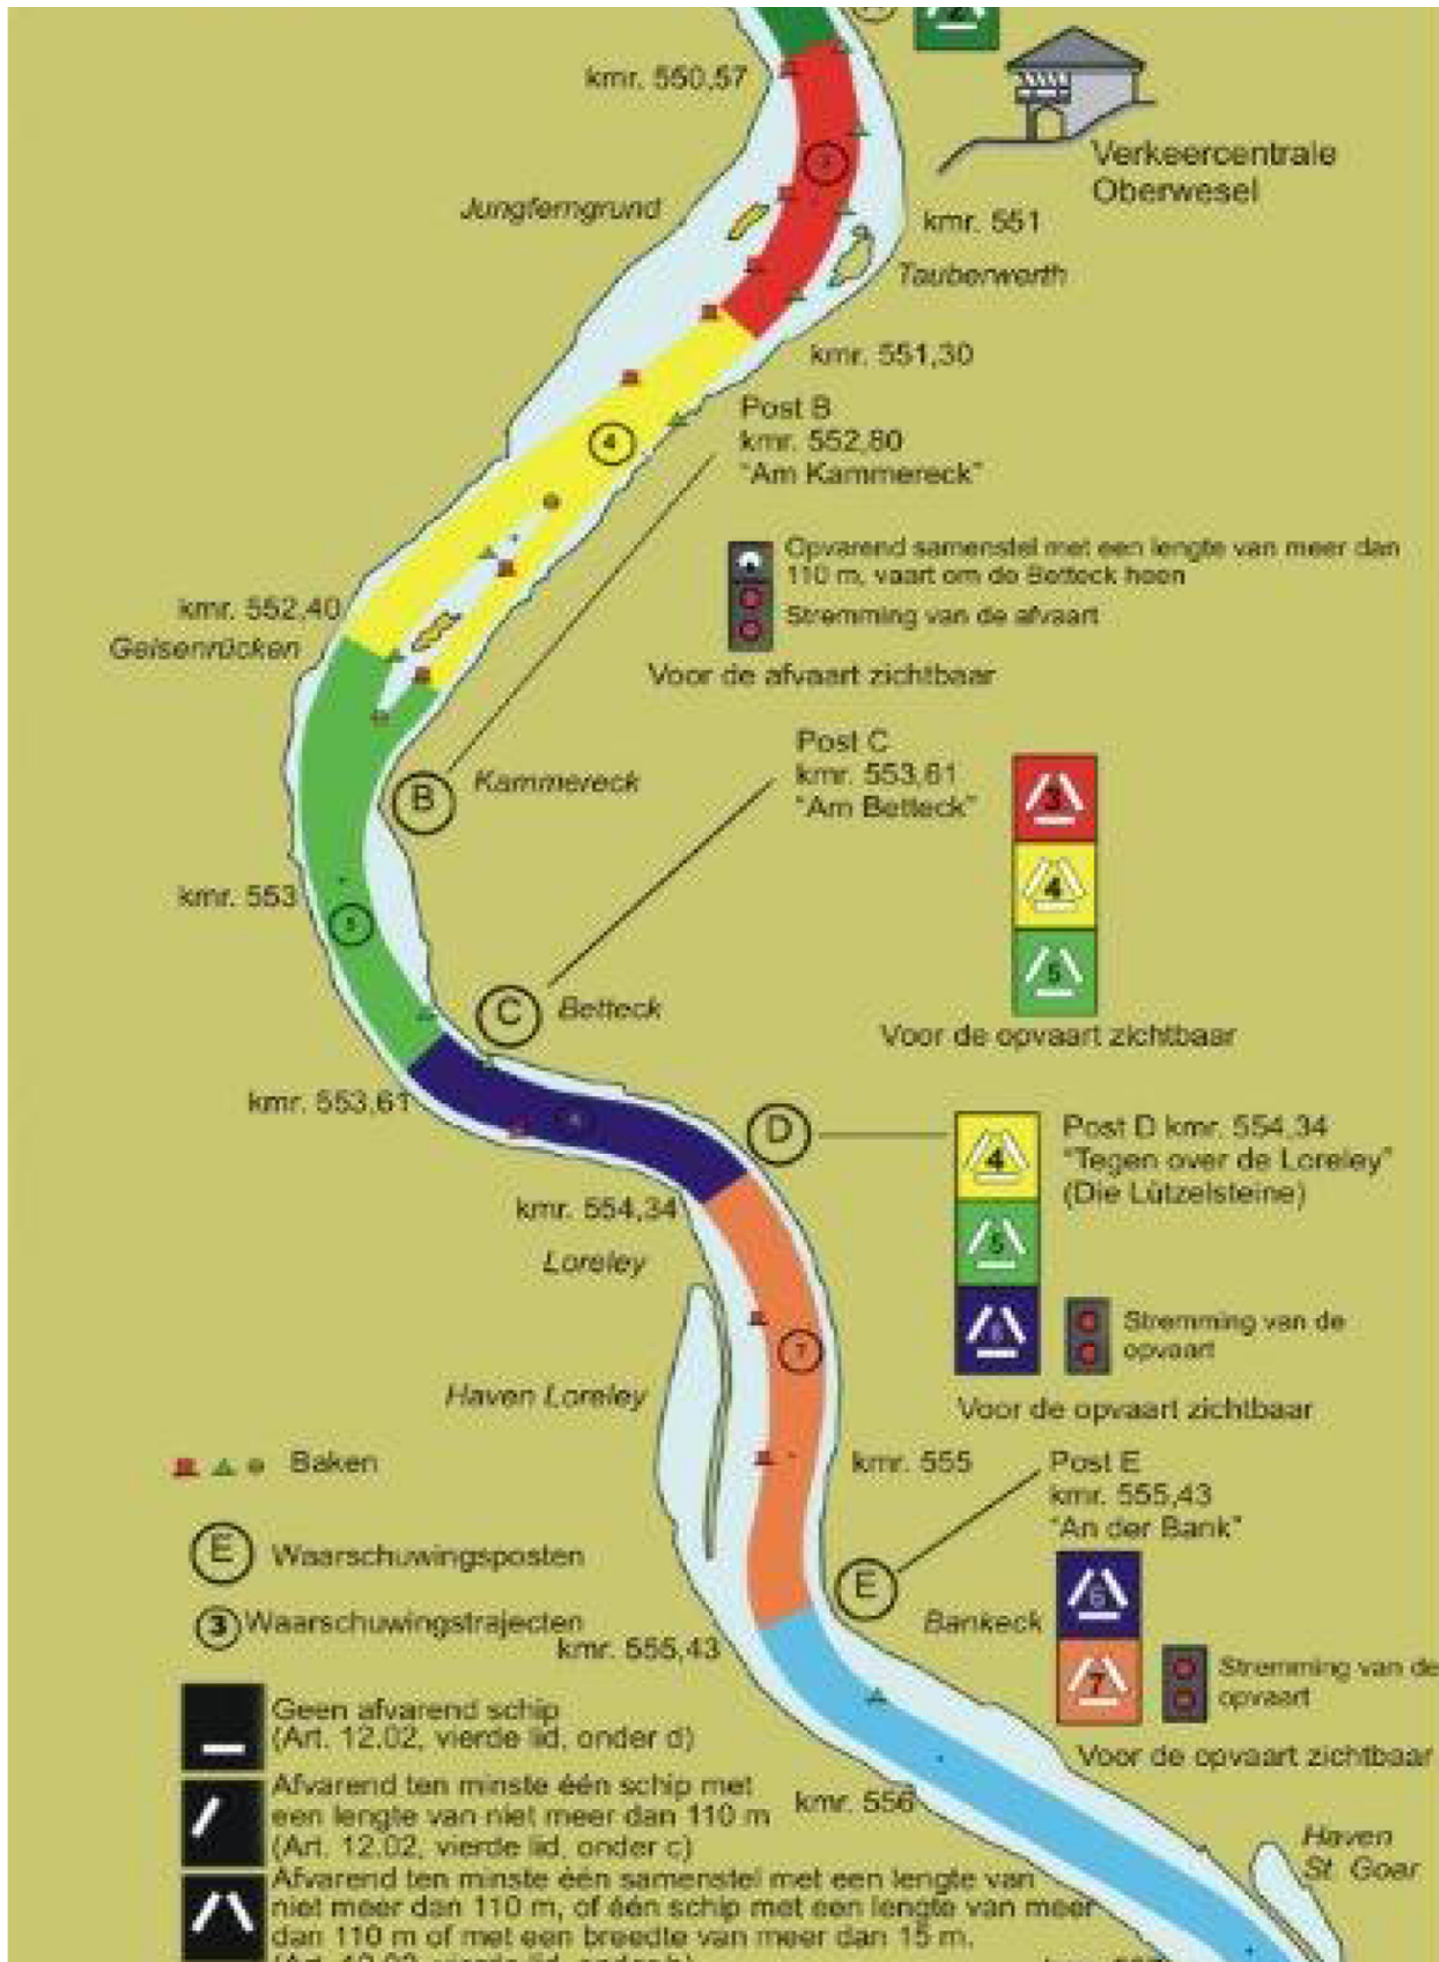 2
kmr. 550,57
Verkeercentrale
Oberwesel
Jungferngrund
kmr. 551
Tauberwerth
kmr. 551,30
Post B
kmr. 552,80
"Am Kammereck"
4
Opvarend samenstel met een lengte van meer dan
110 m, vaart om de Betteck heen
Stremming van de afvaart
Voor de afvaart zichtbaar
kmr. 552,40
Geisenrücken
Post C
kmr. 553,61
"Am Betteck"
3
4
5
Voor de opvaart zichtbaar
B
Kammereck
kmr. 553
5
C
Betteck
kmr. 553,61
D
4
5
6
Post D kmr. 554,34
"Tegen over de Loreley"
(Die Lützelsteine)
Stremming van de
opvaart
Voor de opvaart zichtbaar
kmr. 554,34
Loreley
7
Haven Loreley
Baken
kmr. 555
Post E
kmr. 555,43
"An der Bank"
E
Waarschuwingsposten
E
Bankeck
6
7
Stremming van de
opvaart
Voor de opvaart zichtbaar
3
Waarschuwingstrajecten
kmr. 555,43
Geen afvarend schip
(Art. 12.02, vierde lid, onder d)
Afvarend ten minste één schip met
een lengte van niet meer dan 110 m
(Art. 12.02, vierde lid, onder c)
kmr. 556
Haven
St. Goar
Afvarend ten minste één samenstel met een lengte van
niet meer dan 110 m, of één schip met een lengte van meer
dan 110 m of met een breedte van meer dan 15 m.